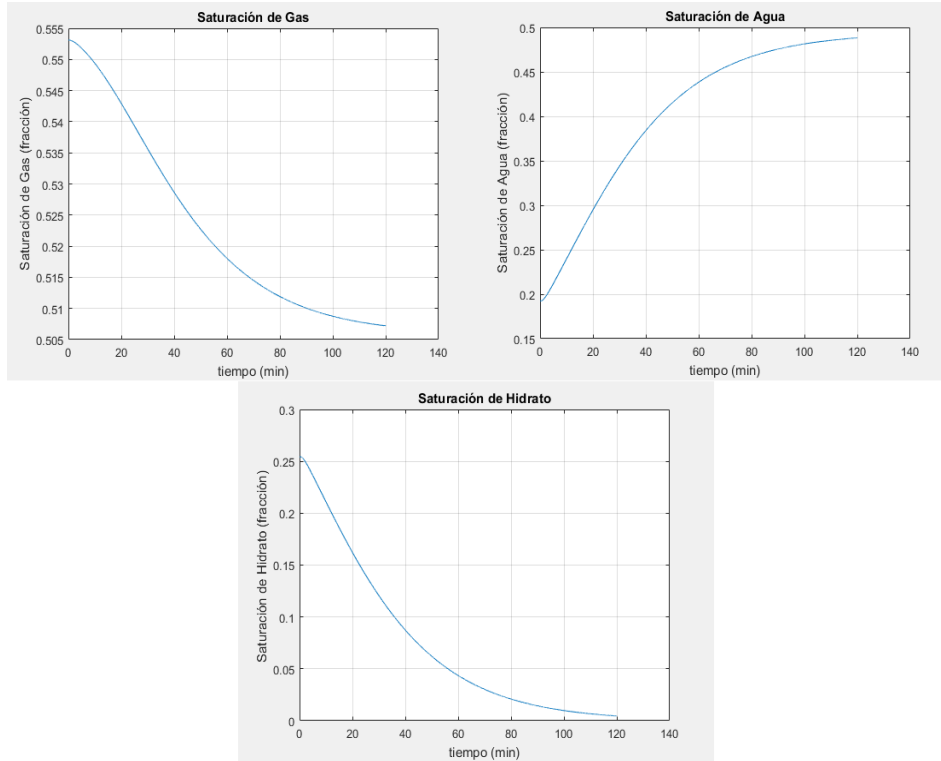 Saturación de Gas
Saturación de Gas (fracción)
0.555
0.55
0.545
0.54
0.535
0.53
0.525
0.52
0.515
0.51
0.505
0 20 40 60 80 100 120 140
tiempo (min)
Saturación de Agua
Saturación de Agua (fracción)
0.5
0.45
0.4
0.35
0.3
0.25
0.2
0.15
0 20 40 60 80 100 120 140
tiempo (min)
Saturación de Hidrato
Saturación de Hidrato (fracción)
0.3
0.25
0.2
0.15
0.1
0.05
0
0 20 40 60 80 100 120 140
tiempo (min)